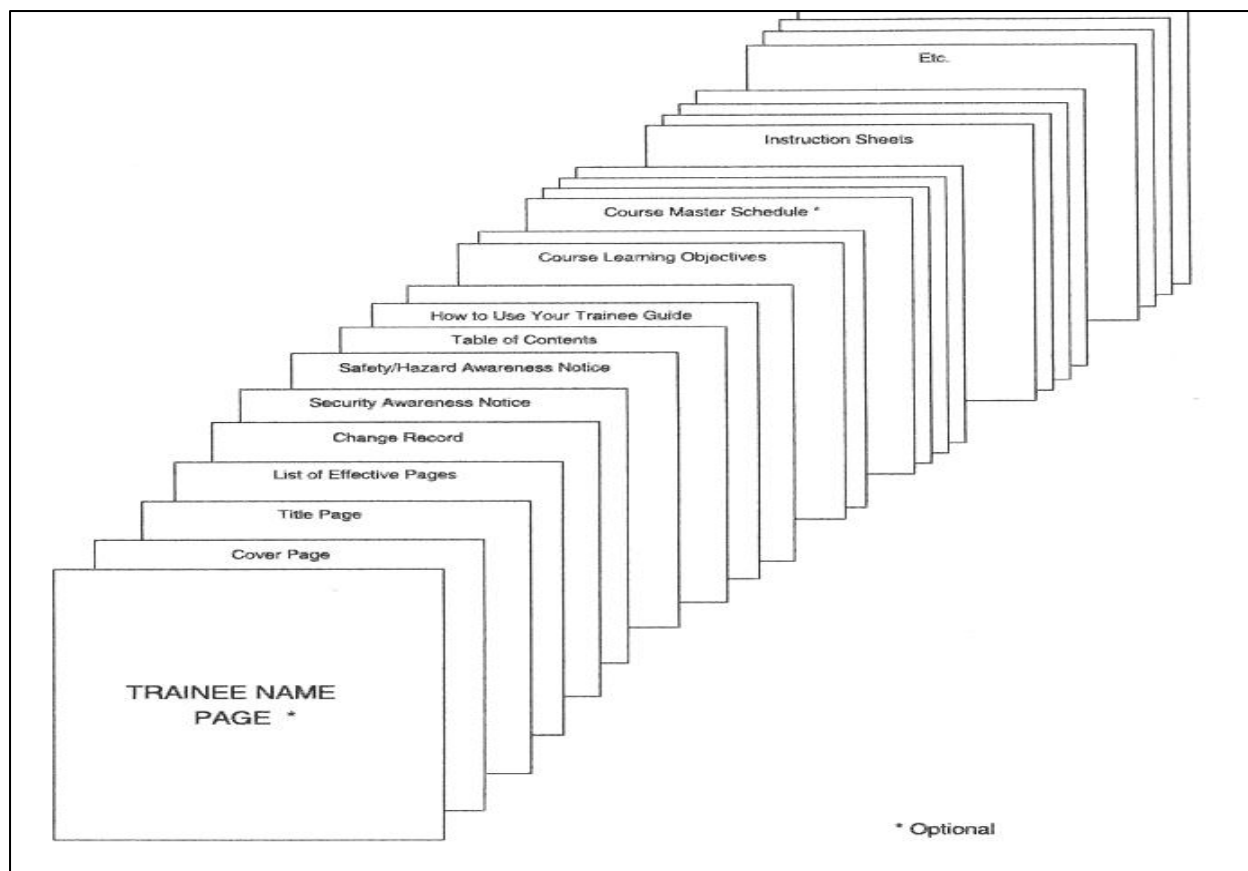 Etc.
Instruction Sheets
Course Master Schedule *
Course Learning Objectives
How to Use Your Trainee Guide
Table of Contents
Safety/Hazard Awareness Notice
Security Awareness Notice
Change Record
List of Effective Pages
Title Page
Cover Page
TRAINEE NAME
PAGE *
* Optional